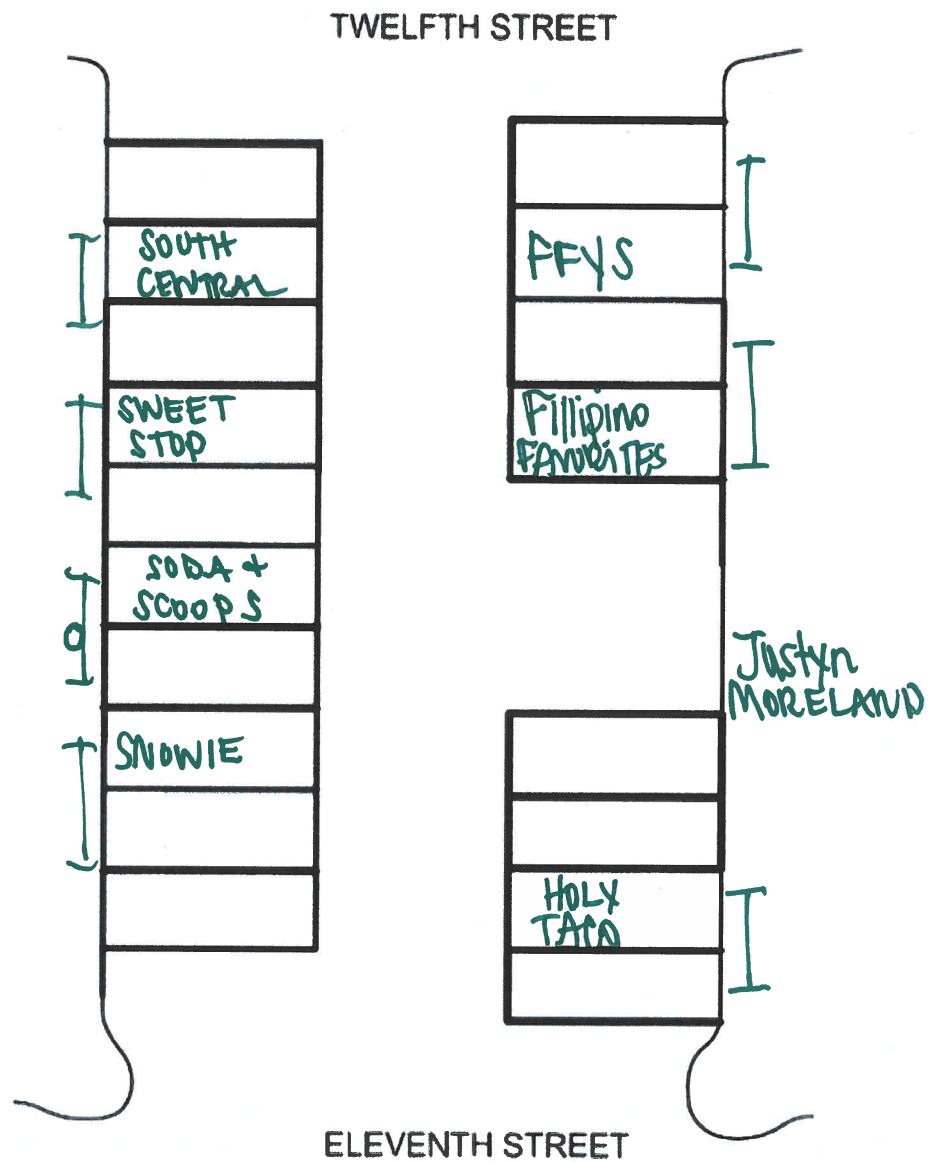 TWELFTH STREET
SOUTH
CENTRAL
FFYS
SWEET
STOP
Fillipino
FAVORITES
SODA +
SCOOPS
Justyn
MORELAND
SNOWIE
HOLY
TACO
ELEVENTH STREET